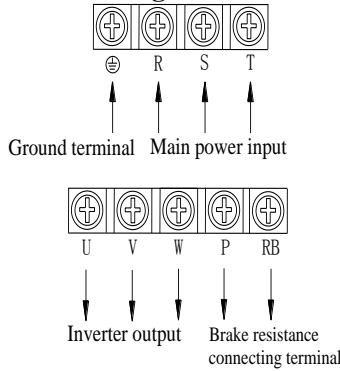 R S T
Ground terminal Main power input
U V W P RB
Inverter output Brake resistance
connecting terminal